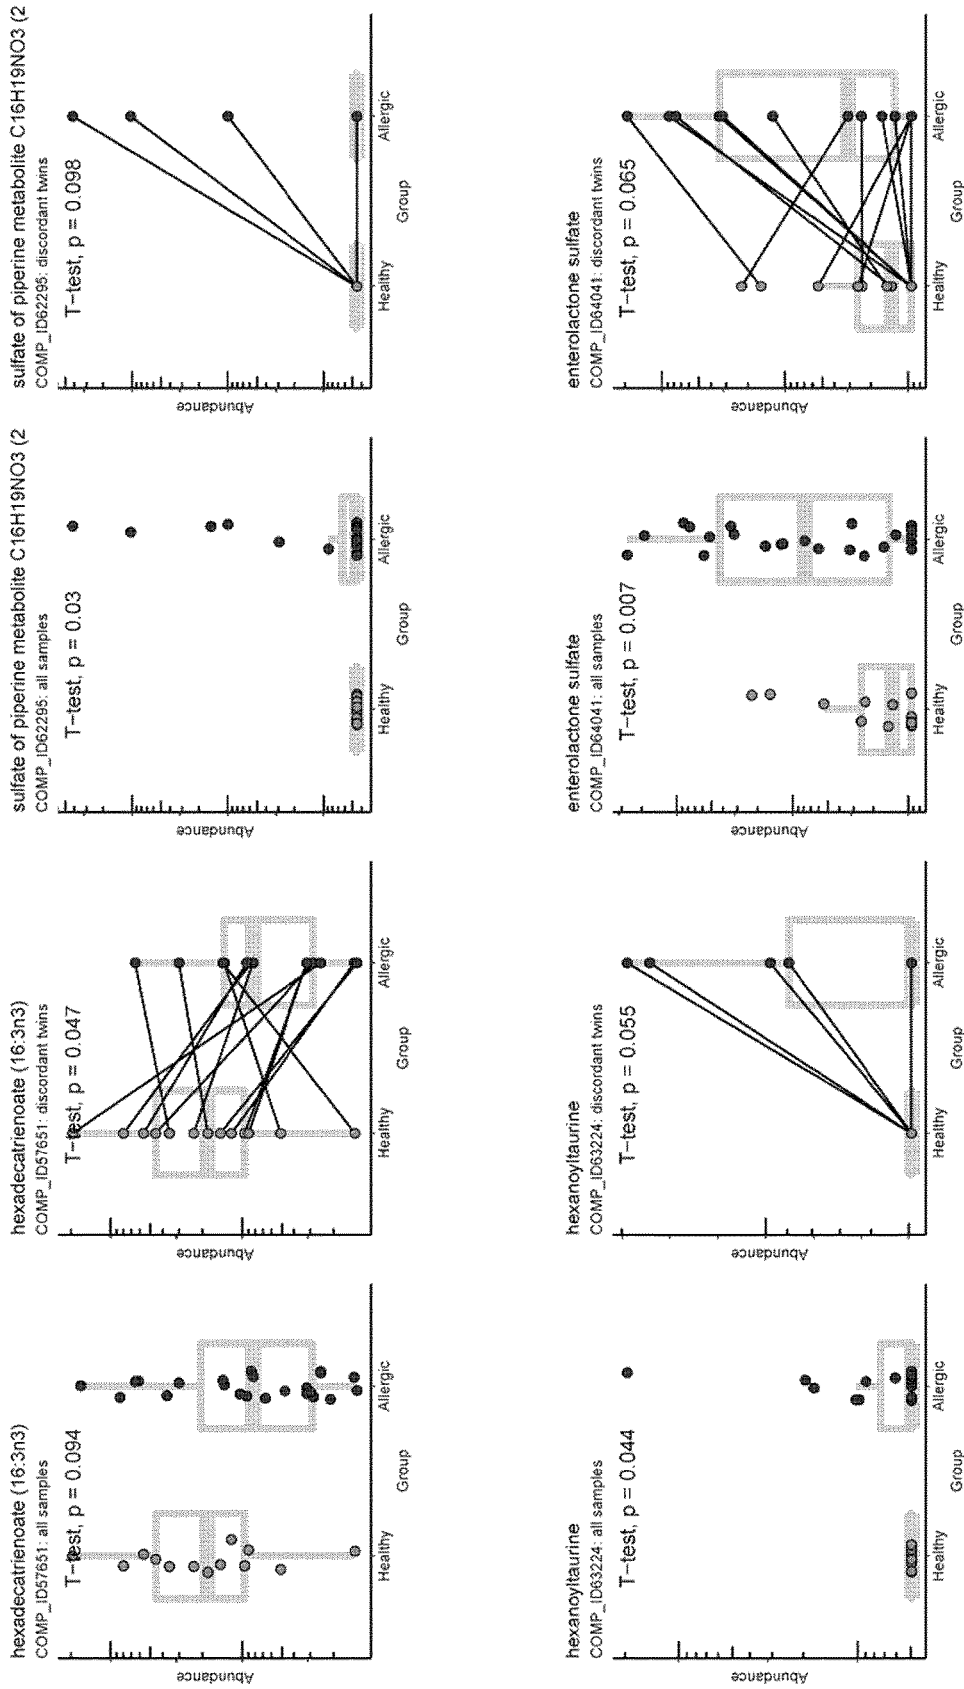 hexadecatrienoate (16:3n3)
COMP_ID57651: all samples
T-test, p = 0.094
Abundance
Healthy
Allergic
Group
hexadecatrienoate (16:3n3)
COMP_ID57651: discordant twins
T-test, p = 0.047
Abundance
Healthy
Allergic
Group
sulfate of piperine metabolite C16H19NO3 (2
COMP_ID62295: all samples
T-test, p = 0.03
Abundance
Healthy
Allergic
Group
sulfate of piperine metabolite C16H19NO3 (2
COMP_ID62295: discordant twins
T-test, p = 0.098
Abundance
Healthy
Allergic
Group
hexanoyltaurine
COMP_ID63224: all samples
T-test, p = 0.044
Abundance
Healthy
Allergic
Group
hexanoyltaurine
COMP_ID63224: discordant twins
T-test, p = 0.055
Abundance
Healthy
Allergic
Group
enterolactone sulfate
COMP_ID64041: all samples
T-test, p = 0.007
Abundance
Healthy
Allergic
Group
enterolactone sulfate
COMP_ID64041: discordant twins
T-test, p = 0.065
Abundance
Healthy
Allergic
Group